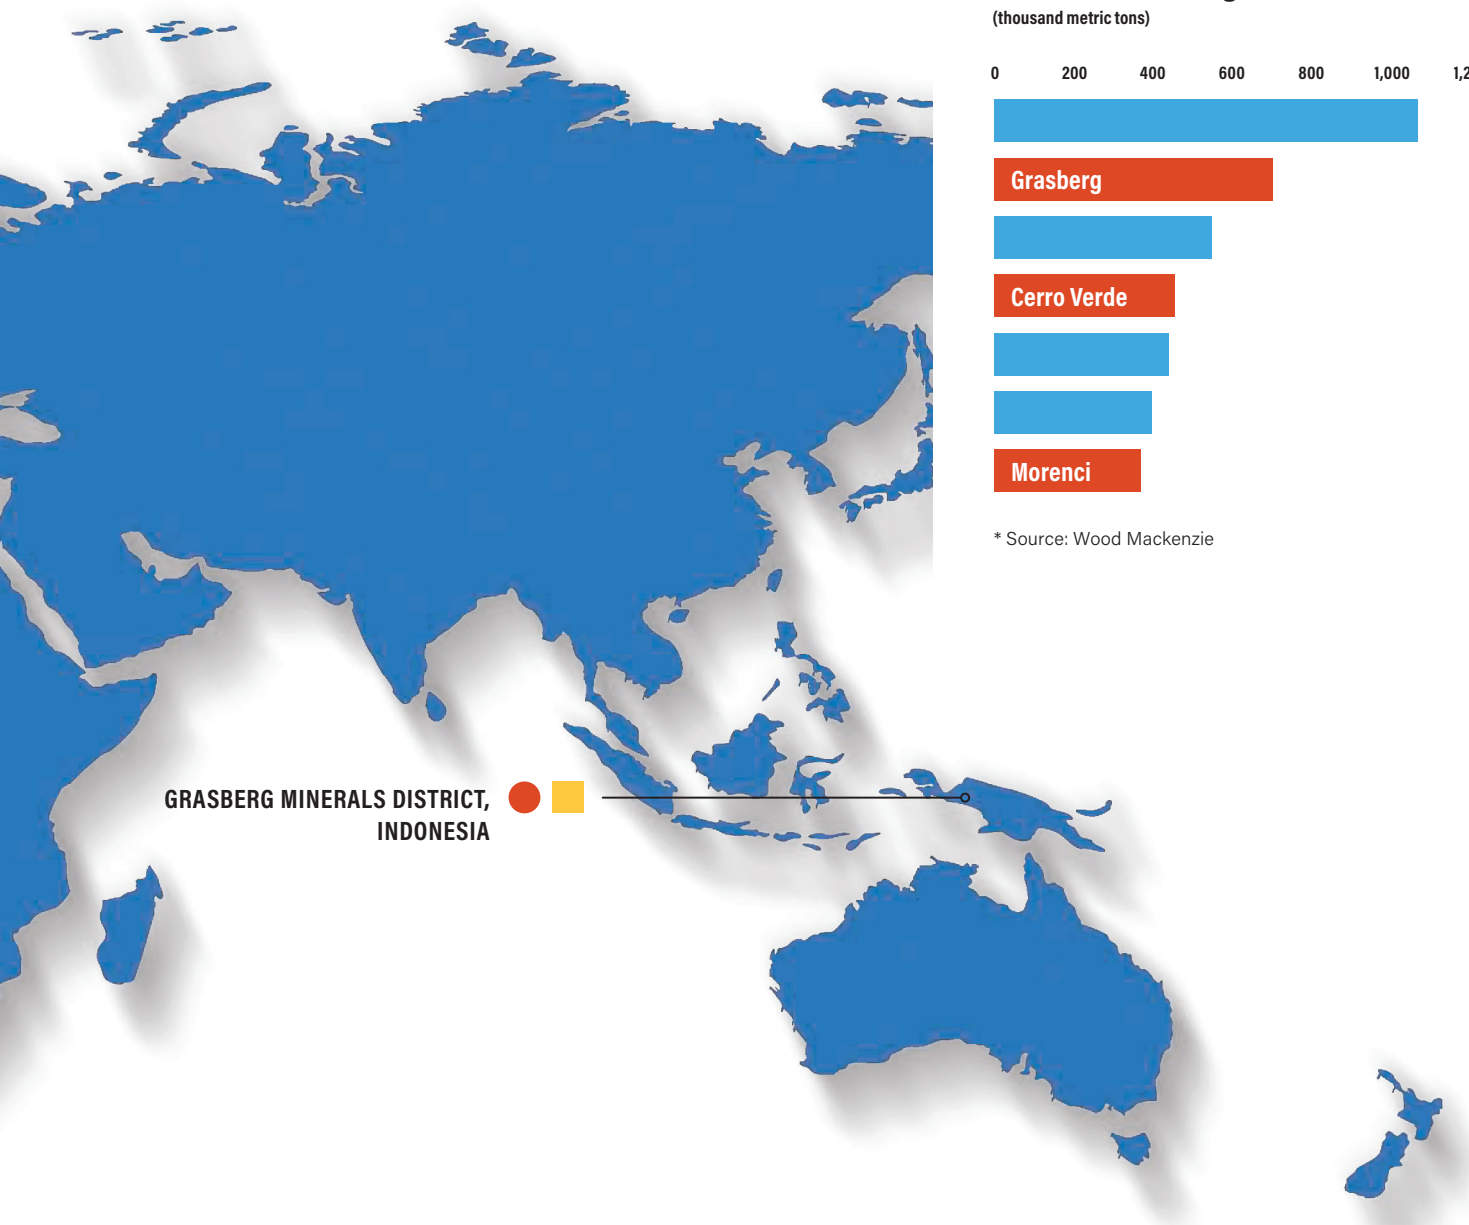 (thousand metric tons)
0 200 400 600 800 1,000
Grasberg
Cerro Verde
Morenci
* Source: Wood Mackenzie
GRASBERG MINERALS DISTRICT,
INDONESIA